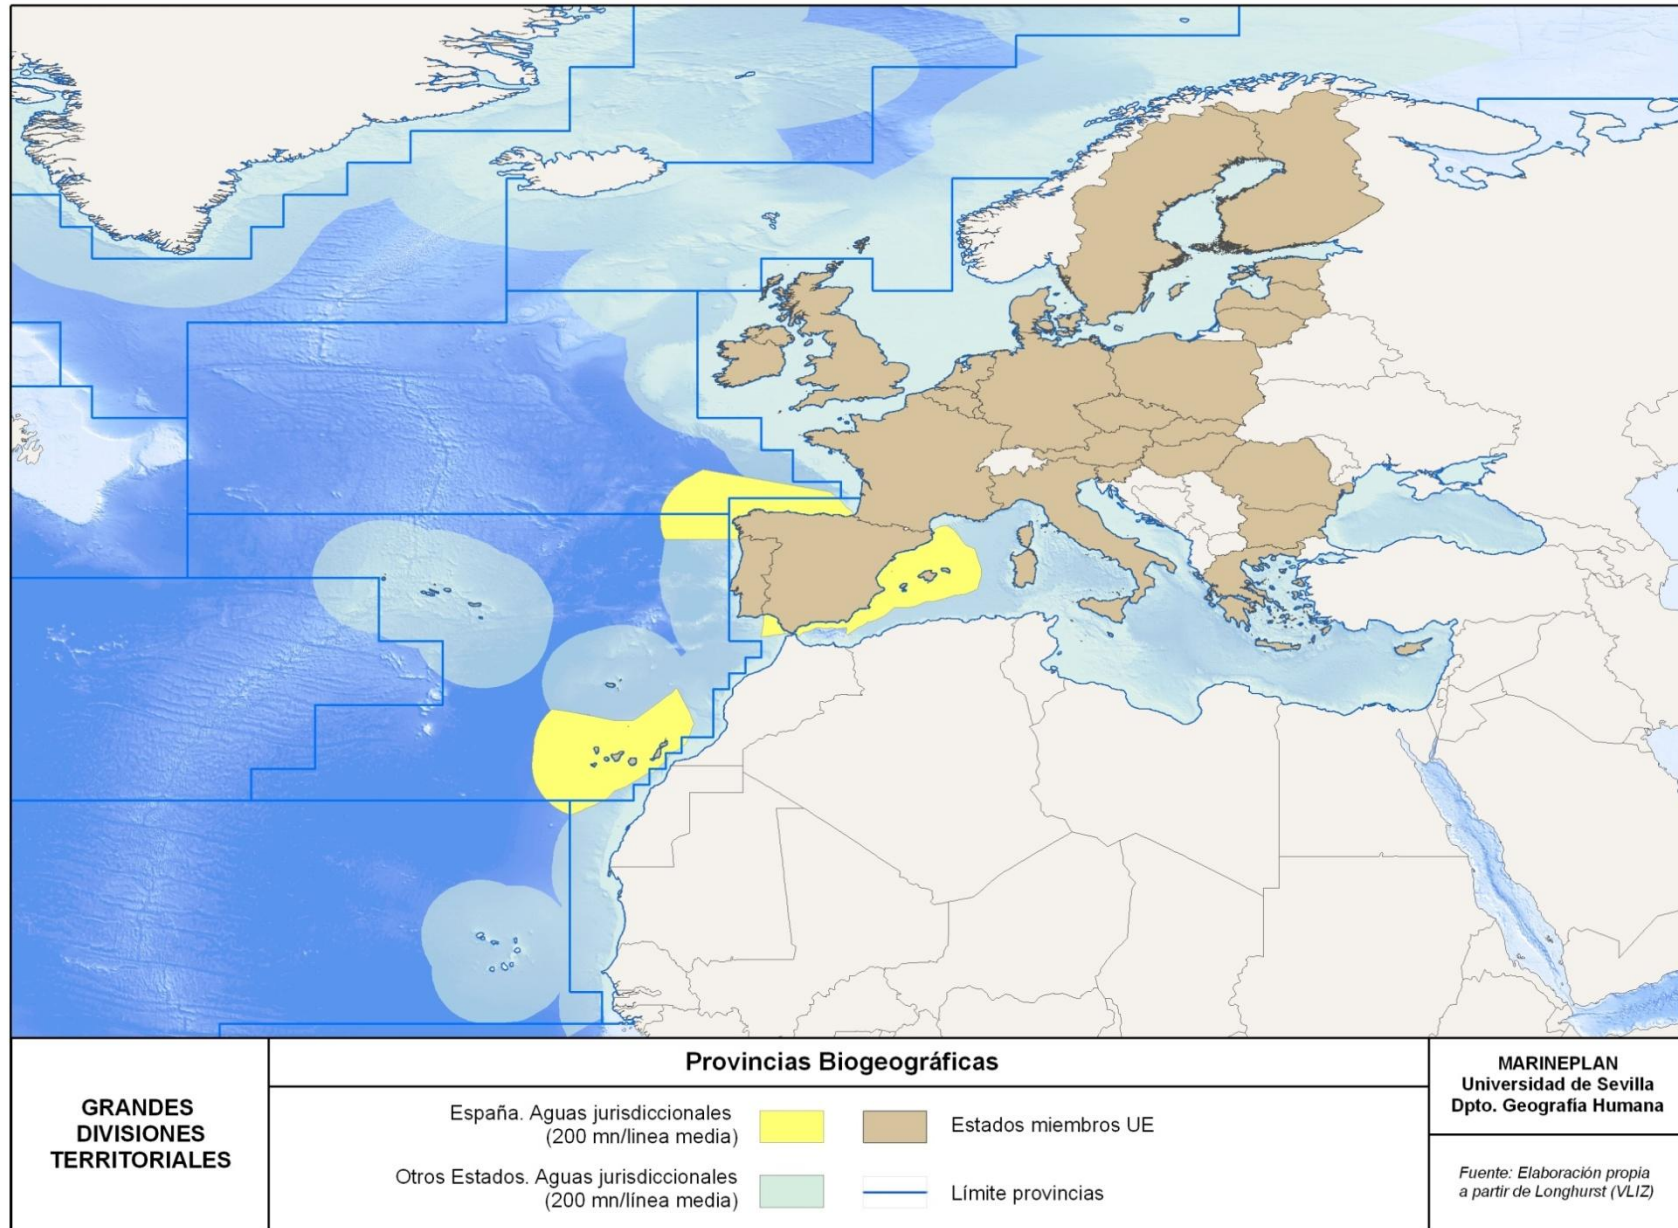 GRANDES
DIVISIONES
TERRITORIALES
Provincias Biogeográficas
España. Aguas jurisdiccionales
(200 mn/linea media)
Estados miembros UE
Otros Estados. Aguas jurisdiccionales
(200 mn/línea media)
Límite provincias
MARINEPLAN
Universidad de Sevilla
Dpto. Geografía Humana
Fuente: Elaboración propia
a partir de Longhurst (VLIZ)